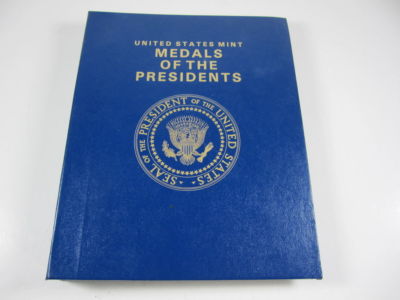 UNITED STATES MINT
MEDALS
OF THE
PRESIDENTS
SEAL OF THE PRESIDENT OF THE UNITED STATES